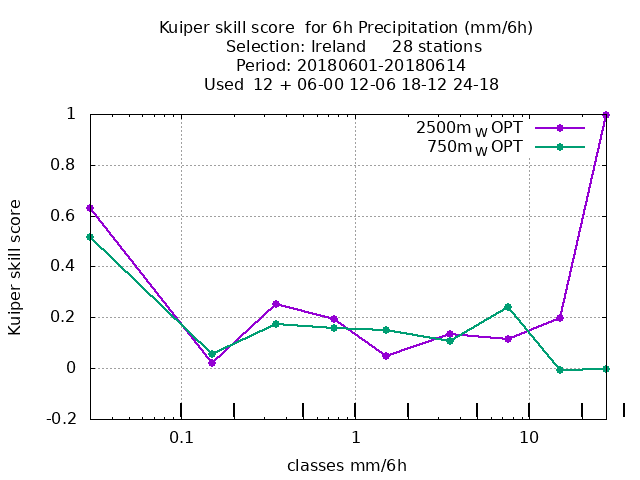 Kuiper skill score  for 6h Precipitation (mm/6h)
Selection: Ireland     28 stations
Period: 20180601-20180614
Used  12 + 06-00 12-06 18-12 24-18
2500m_W OPT
750m_W OPT
1
0.8
0.6
0.4
0.2
0
-0.2
Kuiper skill score
0.1 1 10
classes mm/6h